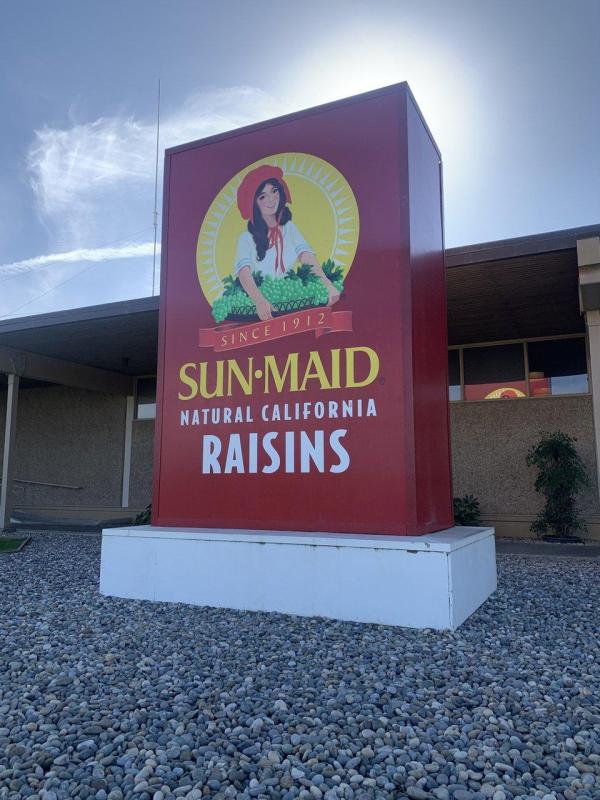 SINCE 1912
SUN•MAID®
NATURAL CALIFORNIA
RAISINS